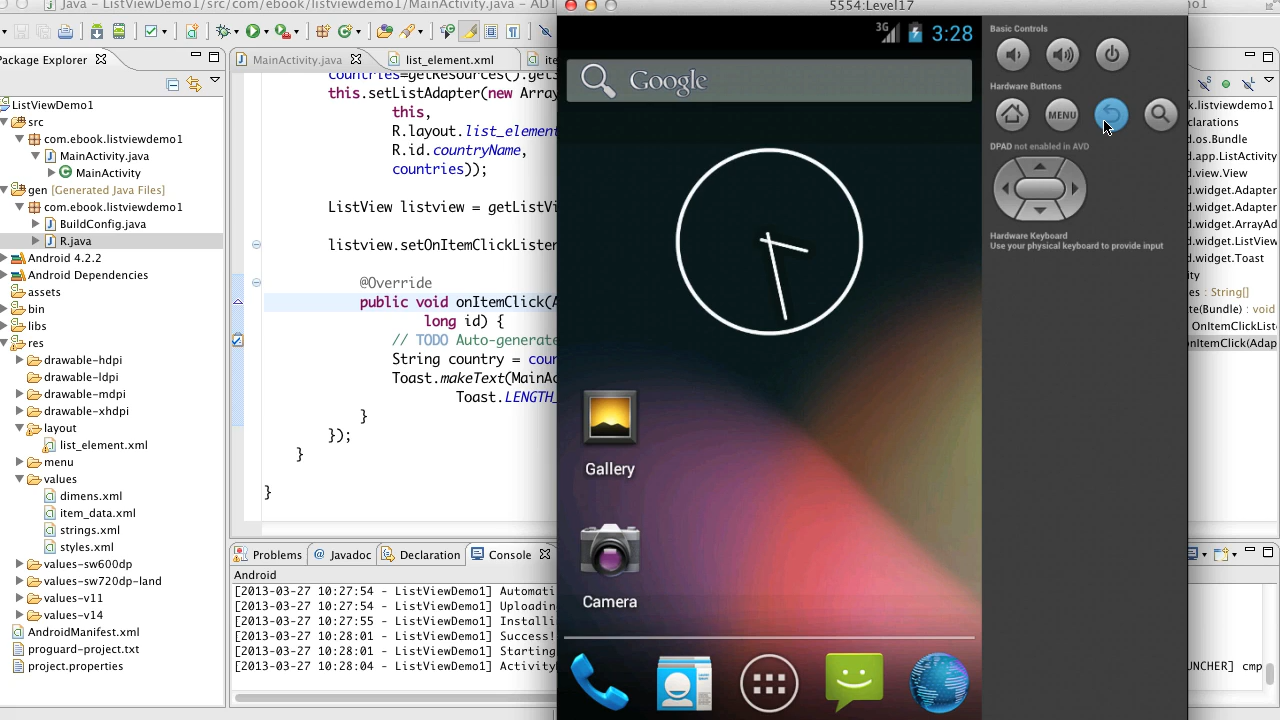 Java – ListViewDemo1/src/com/ebook/listviewdemo1/MainActivity.java – AD
5554:Level17
Package Explorer
ListViewDemo1
src
com.ebook.listviewdemo1
MainActivity.java
MainActivity
gen [Generated Java Files]
com.ebook.listviewdemo1
BuildConfig.java
R.java
Android 4.2.2
Android Dependencies
assets
bin
libs
res
drawable-hdpi
drawable-ldpi
drawable-mdpi
drawable-xhdpi
layout
list_element.xml
menu
values
dimens.xml
item_data.xml
strings.xml
styles.xml
values-sw600dp
values-sw720dp-land
values-v11
values-v14
AndroidManifest.xml
proguard-project.txt
project.properties
MainActivity.java
list_element.xml
countries=getResources().getS
this.setListAdapter(new Array
this,
R.layout.list_element
R.id.countryName,
countries));
ListView listview = getListVi
listview.setOnItemClickListen
@Override
public void onItemClick(A
long id) {
// TODO Auto-generate
String country = coun
Toast.makeText(MainAc
Toast.LENGTH_
}
});
}
}
Problems
@ Javadoc
Declaration
Console
Android
[2013-03-27 10:27:54 - ListViewDemo1] Automati
[2013-03-27 10:27:54 - ListViewDemo1] Uploadin
[2013-03-27 10:27:55 - ListViewDemo1] Installi
[2013-03-27 10:28:01 - ListViewDemo1] Success!
[2013-03-27 10:28:01 - ListViewDemo1] Starting
[2013-03-27 10:28:04 - ListViewDemo1] Activity
3G
3:28
Google
Gallery
Camera
Basic Controls
Hardware Buttons
MENU
DPAD not enabled in AVD
Hardware Keyboard
Use your physical keyboard to provide input
k.listviewdemo1
clarations
d.os.Bundle
d.app.ListActivity
d.view.View
d.widget.Adapter
d.widget.Adapter
d.widget.ArrayAd
d.widget.ListView
d.widget.Toast
ity
es : String[]
te(Bundle) : void
OnItemClickList
onItemClick(Adap
UNCHER] cmp